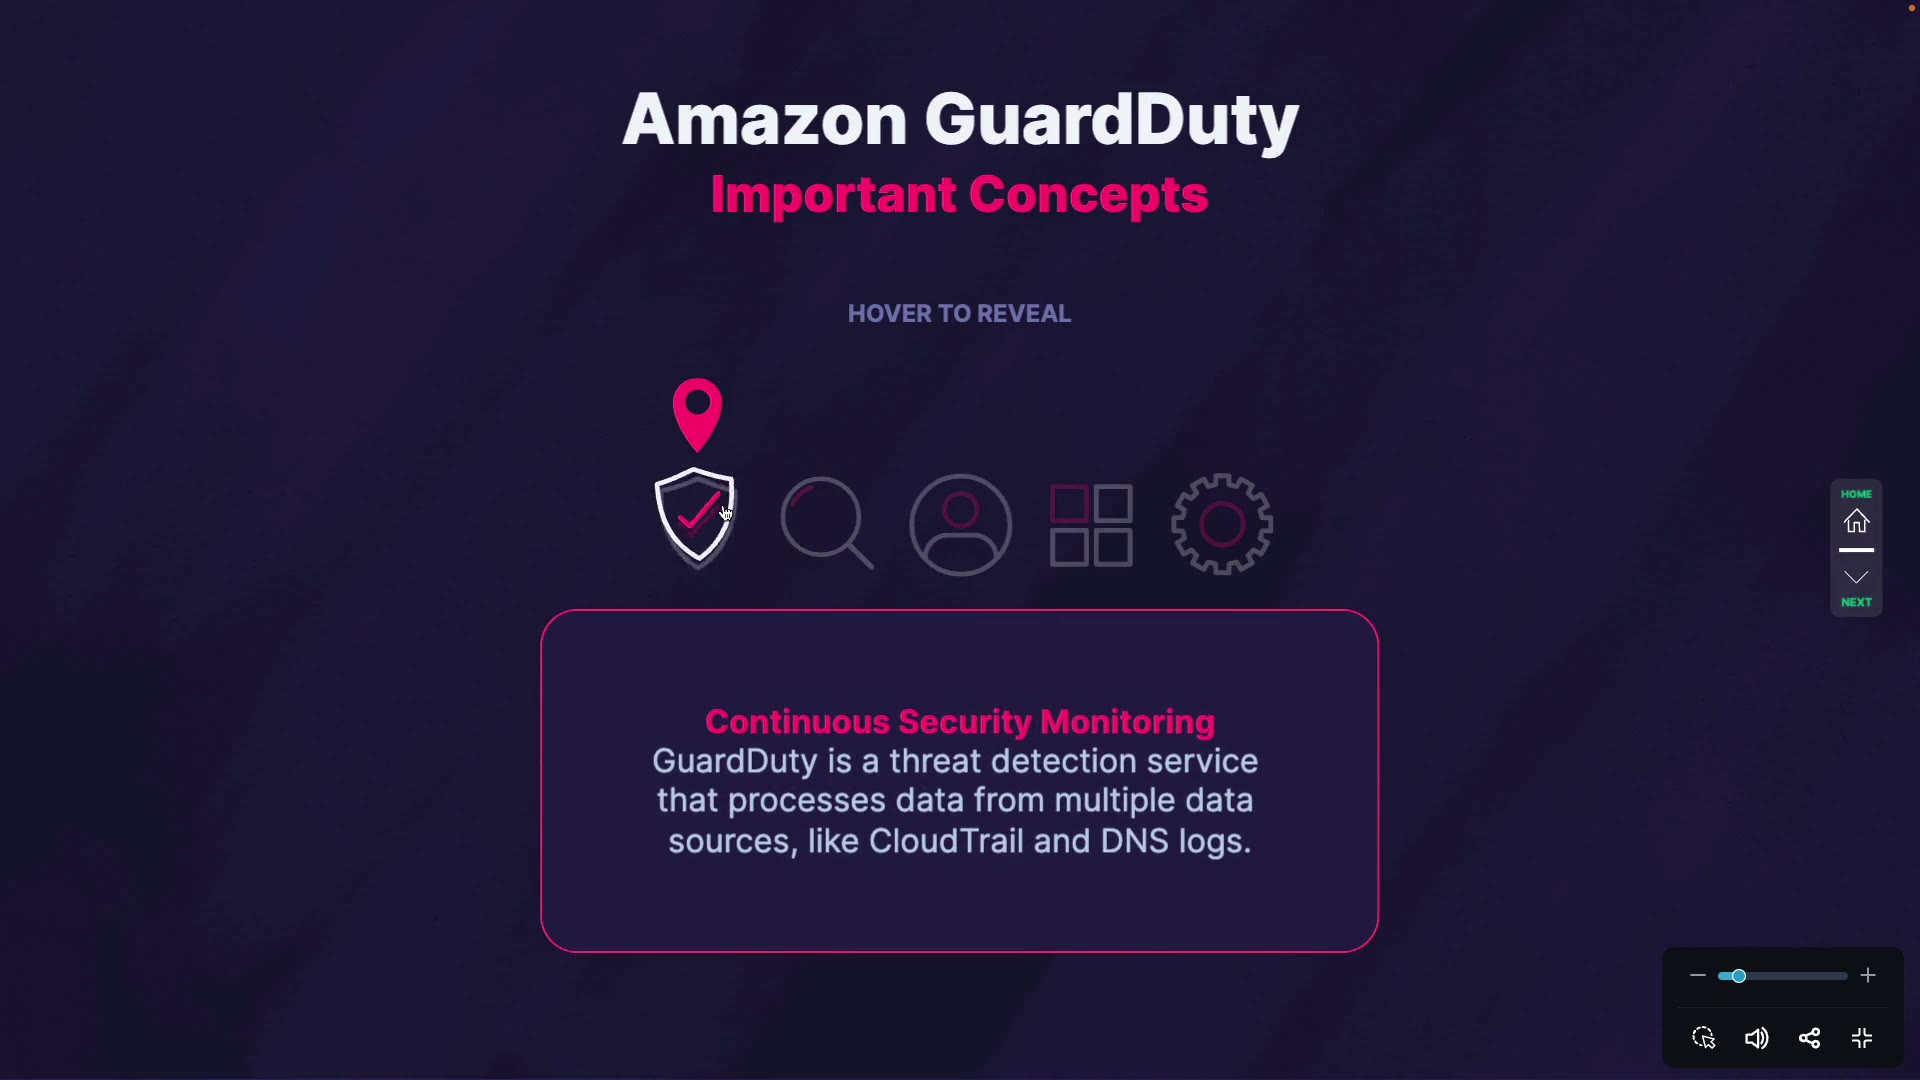 Amazon GuardDuty
Important Concepts
HOVER TO REVEAL
HOME
NEXT
Continuous Security Monitoring
GuardDuty is a threat detection service
that processes data from multiple data
sources, like CloudTrail and DNS logs.